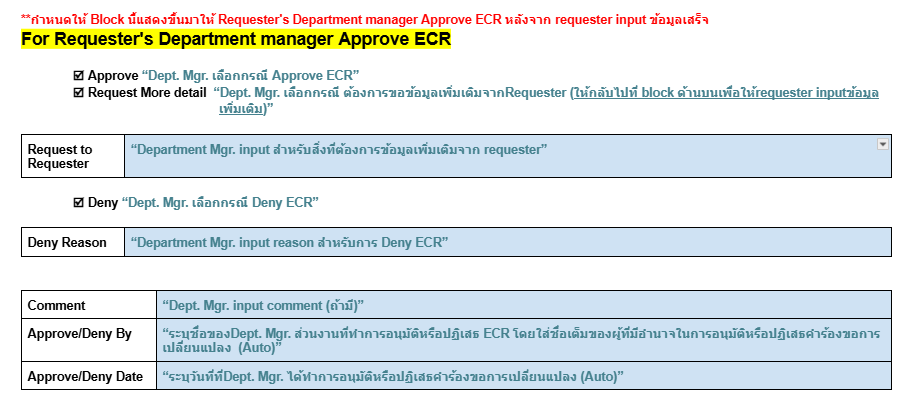 **กำหนดให้ Block นี้แสดงขึ้นมาให้ Requester's Department manager Approve ECR หลังจาก requester input ข้อมูลเสร็จ
For Requester's Department manager Approve ECR
☑ Approve “Dept. Mgr. เลือกกรณี Approve ECR”
☑ Request More detail “Dept. Mgr. เลือกกรณี ต้องการขอข้อมูลเพิ่มเติมจากRequester (ให้กลับไปที่ block ด้านบนเพื่อให้requester inputข้อมูล
เพิ่มเติม)”
Request to “Department Mgr. input สำหรับสิ่งที่ต้องการข้อมูลเพิ่มเติมจาก requester”
Requester
☑ Deny “Dept. Mgr. เลือกกรณี Deny ECR”
Deny Reason “Department Mgr. input reason สำหรับการ Deny ECR”
Comment “Dept. Mgr. input comment (ถ้ามี)”
Approve/Deny By “ระบุชื่อของDept. Mgr. ส่วนงานที่ทำการอนุมัติหรือปฏิเสธ ECR โดยใส่ชื่อเต็มของผู้ที่มีอำนาจในการอนุมัติหรือปฏิเสธคำร้องขอการ
เปลี่ยนแปลง (Auto)”
Approve/Deny Date “ระบุวันที่ที่Dept. Mgr. ได้ทำการอนุมัติหรือปฏิเสธคำร้องขอการเปลี่ยนแปลง (Auto)”